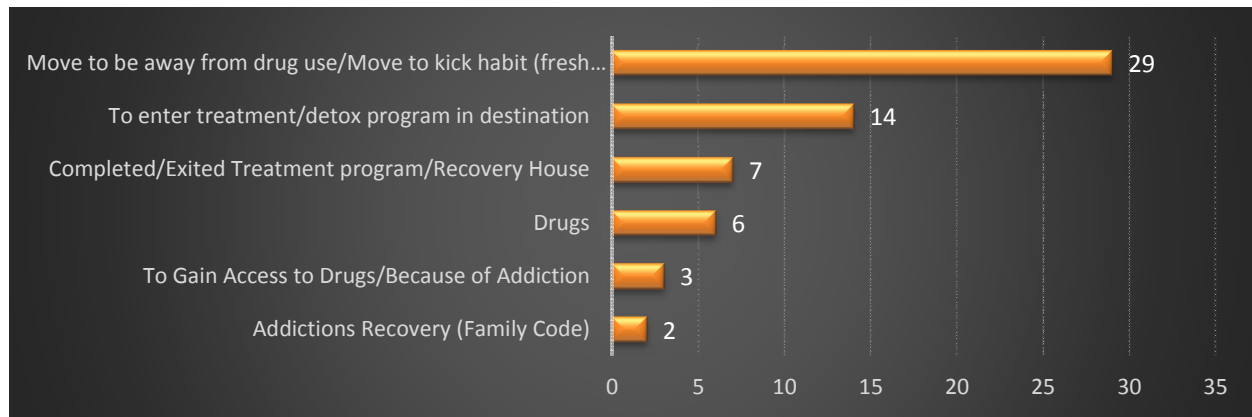 Move to be away from drug use/Move to kick habit (fresh… 29
To enter treatment/detox program in destination 14
Completed/Exited Treatment program/Recovery House 7
Drugs 6
To Gain Access to Drugs/Because of Addiction 3
Addictions Recovery (Family Code) 2
0 5 10 15 20 25 30 35